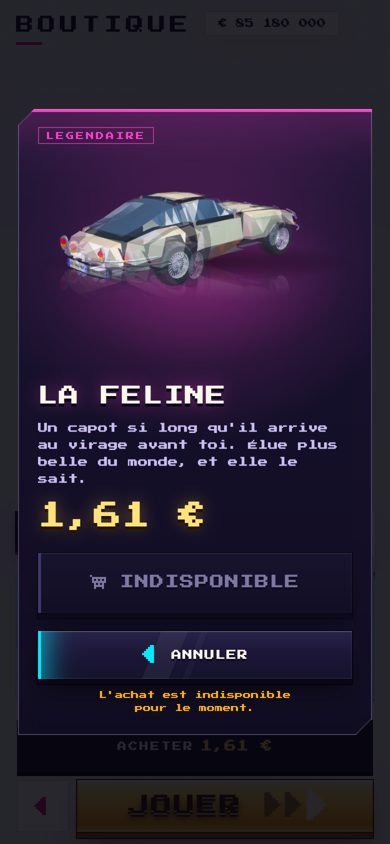 BOUTIQUE
€ 85 180 000
LEGENDAIRE
LA FELINE
Un capot si long qu'il arrive
au virage avant toi. Élue plus
belle du monde, et elle le
sait.
1,61 €
INDISPONIBLE
ANNULER
L'achat est indisponible
pour le moment.
ACHETER 1,61 €
JOUER